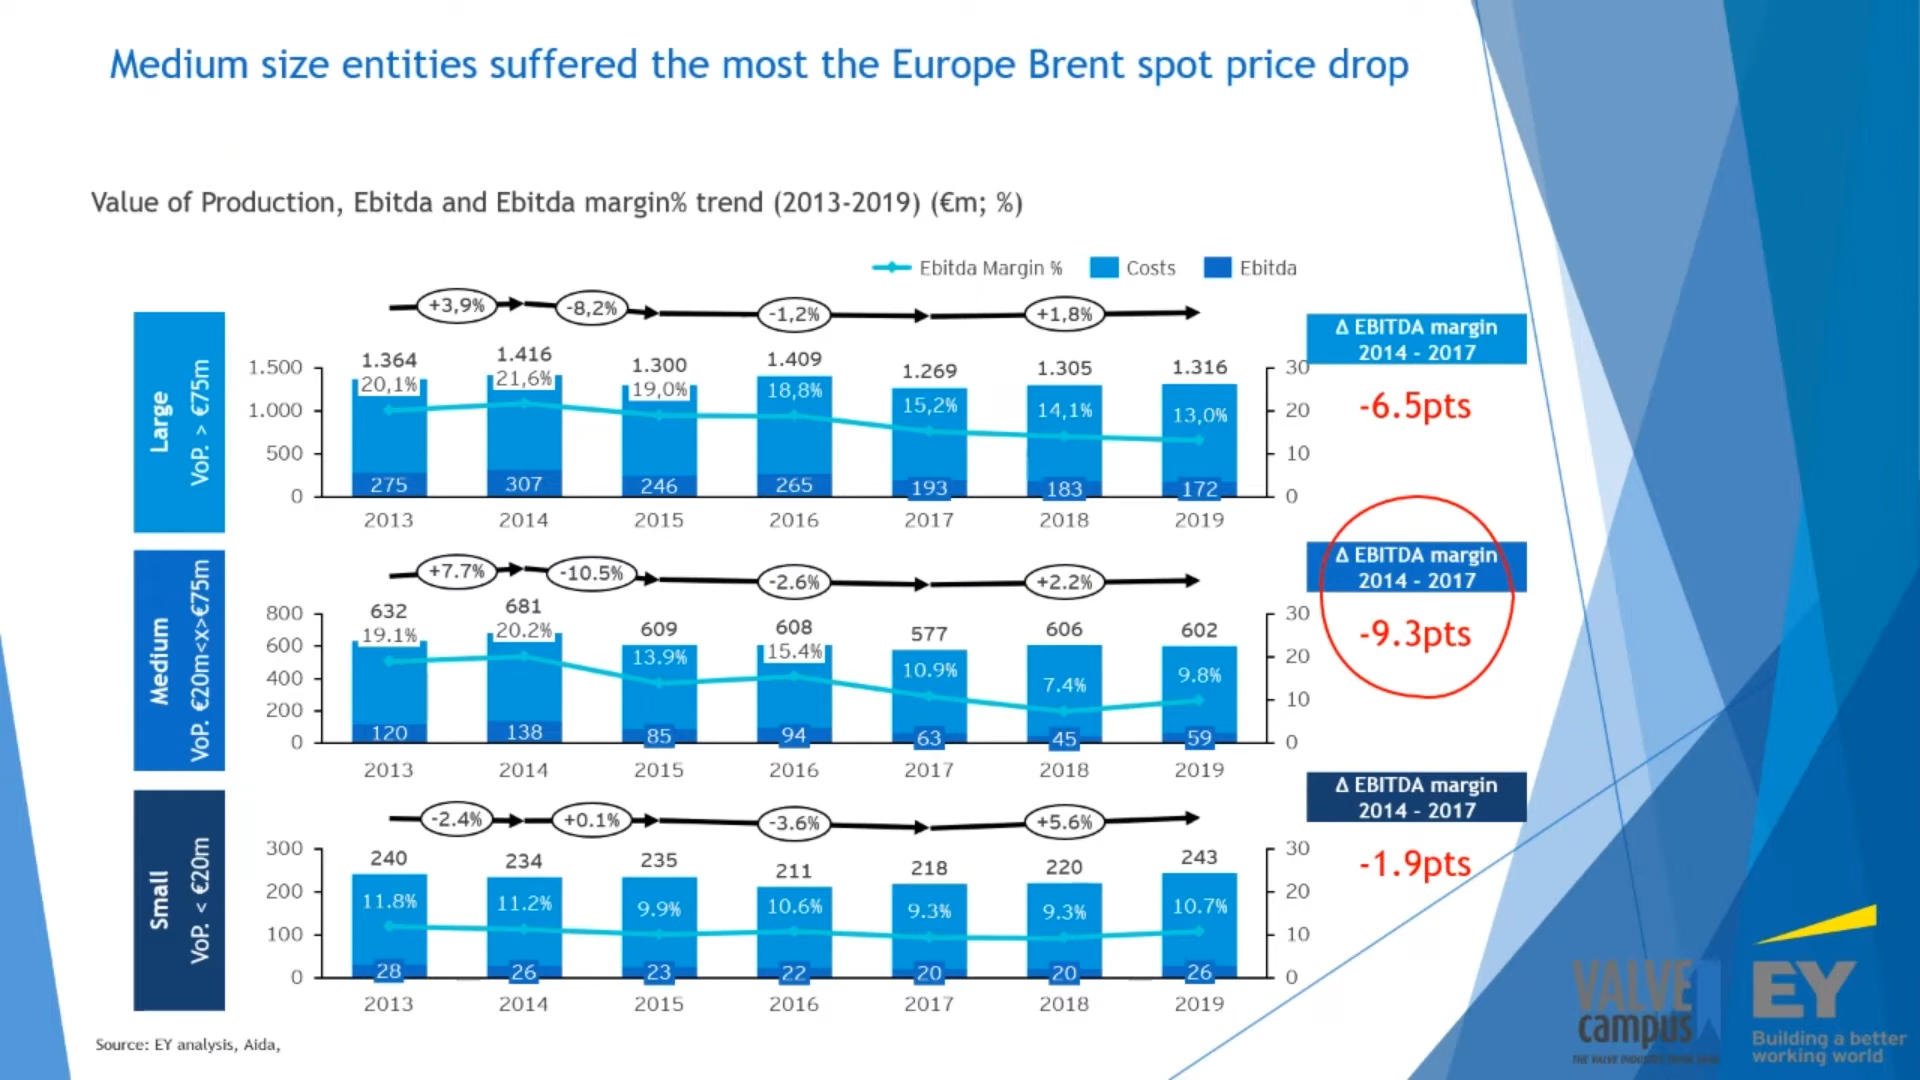 Medium size entities suffered the most the Europe Brent spot price drop
Value of Production, Ebitda and Ebitda margin% trend (2013-2019) (€m; %)
Ebitda Margin % Costs Ebitda
Large
VoP. > €75m
+3,9% -8,2% -1,2% +1,8%
1.364 1.416 1.300 1.409 1.269 1.305 1.316
20,1% 21,6% 19,0% 18,8% 15,2% 14,1% 13,0%
1.500
1.000
500
0
30
20
10
0
275 307 246 265 193 183 172
2013 2014 2015 2016 2017 2018 2019
Δ EBITDA margin
2014 - 2017
-6.5pts
Medium
VoP. €20m<x>€75m
+7.7% -10.5% -2.6% +2.2%
632 681 609 608 577 606 602
19.1% 20.2% 13.9% 15.4% 10.9% 7.4% 9.8%
800
600
400
200
0
30
20
10
0
120 138 85 94 63 45 59
2013 2014 2015 2016 2017 2018 2019
Δ EBITDA margin
2014 - 2017
-9.3pts
Small
VoP. < €20m
-2.4% +0.1% -3.6% +5.6%
240 234 235 211 218 220 243
11.8% 11.2% 9.9% 10.6% 9.3% 9.3% 10.7%
300
200
100
0
30
20
10
0
28 26 23 22 20 20 26
2013 2014 2015 2016 2017 2018 2019
Δ EBITDA margin
2014 - 2017
-1.9pts
Source: EY analysis, Aida,
VALVE
campus
EY
Building a better
working world